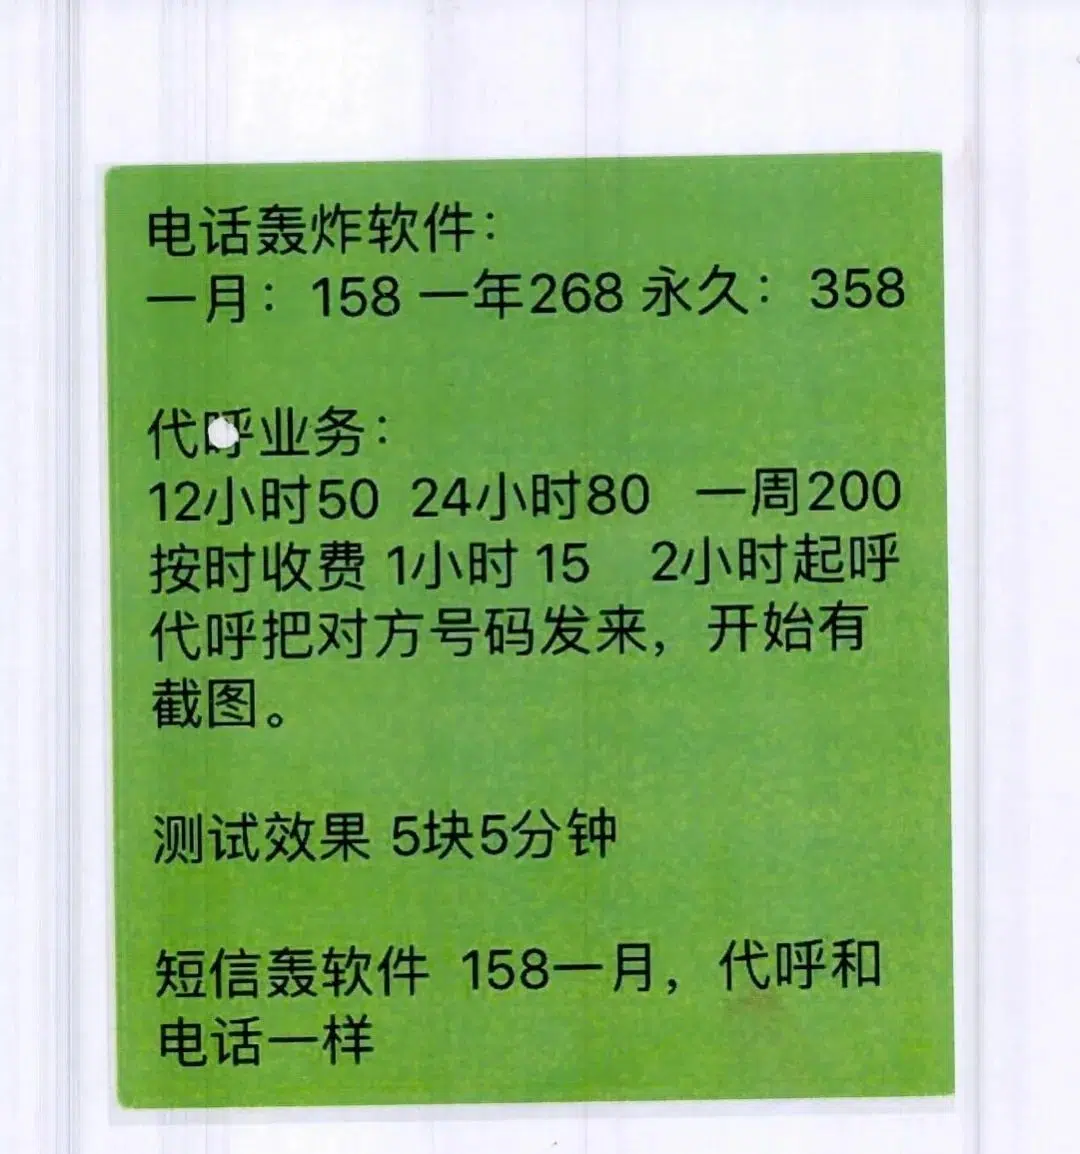 电话轰炸软件：
一月：158 一年268 永久：358
代呼业务：
12小时50 24小时80 一周200
按时收费 1小时 15 2小时起呼
代呼把对方号码发来，开始有
截图。
测试效果 5块5分钟
短信轰软件 158一月，代呼和
电话一样